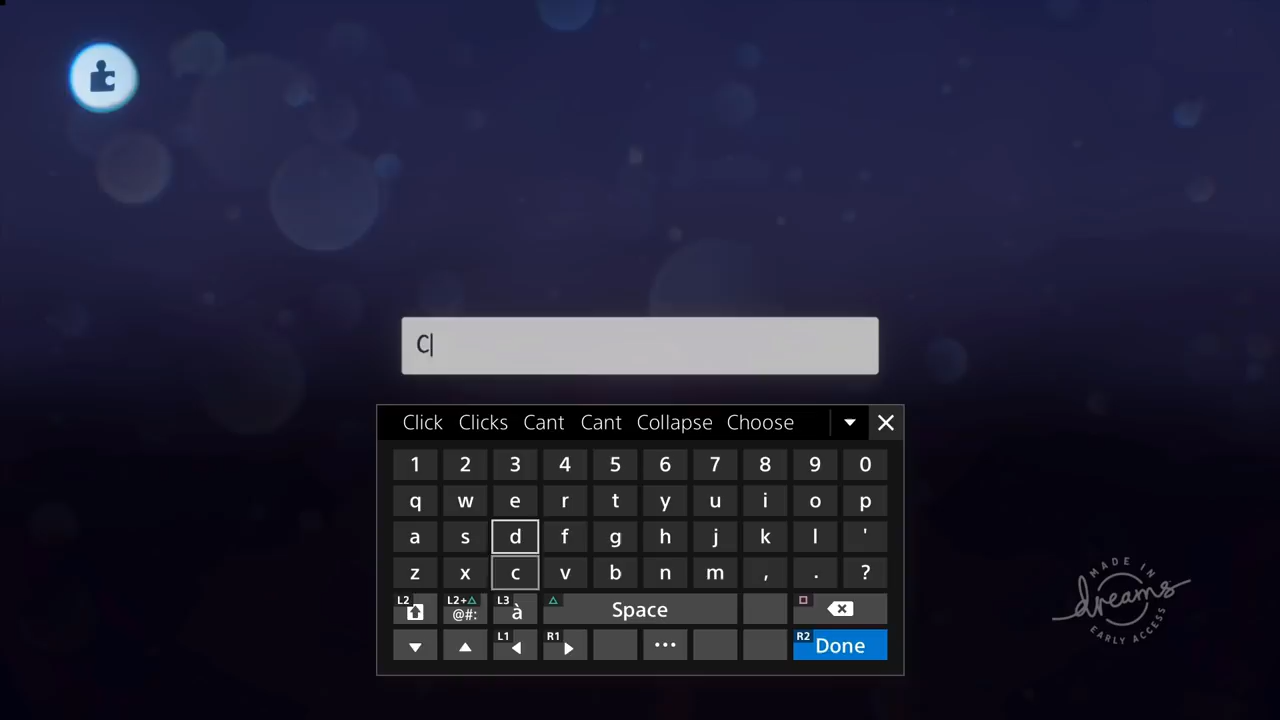 C
Click Clicks Cant Cant Collapse Choose
1 2 3 4 5 6 7 8 9 0
q w e r t y u i o p
a s d f g h j k l '
z x c v b n m , . ?
L2 L2+△ @#: L3 à △ Space □
L1 R1 ... R2 Done
MADE IN
dreams
EARLY ACCESS